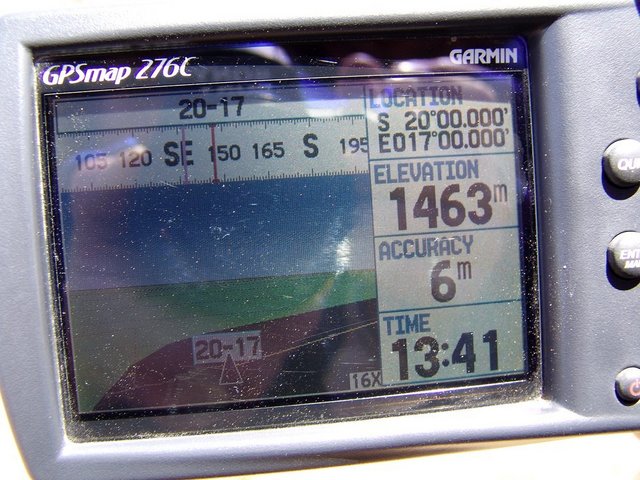 GPSmap 276C
GARMIN
20-17
105 120 SE 150 165 S 195
LOCATION
S 20°00.000'
E017°00.000'
ELEVATION
1463m
ACCURACY
6m
TIME
13:41
20-17
16X